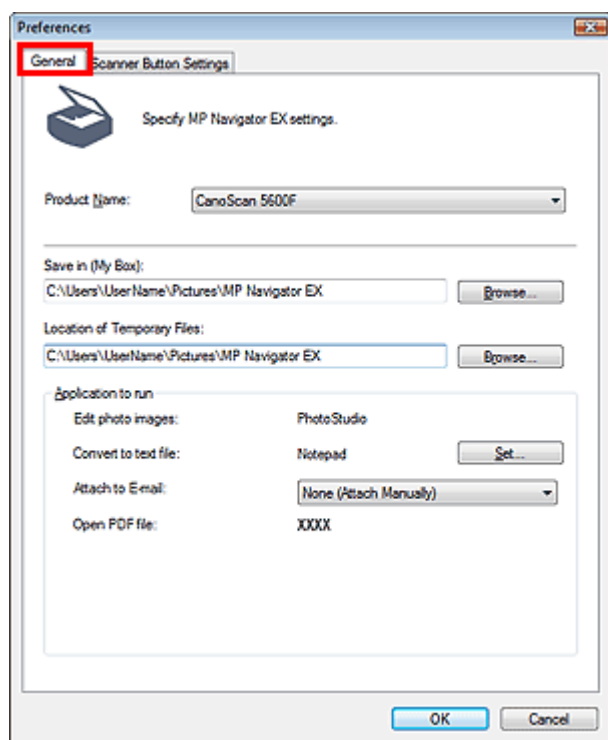 Preferences
General Scanner Button Settings
Specify MP Navigator EX settings.
Product Name: CanoScan 5600F
Save in (My Box):
C:\Users\UserName\Pictures\MP Navigator EX Browse...
Location of Temporary Files:
C:\Users\UserName\Pictures\MP Navigator EX Browse...
Application to run
Edit photo images: PhotoStudio
Convert to text file: Notepad Set...
Attach to E-mail: None (Attach Manually)
Open PDF file: XXXX
OK Cancel